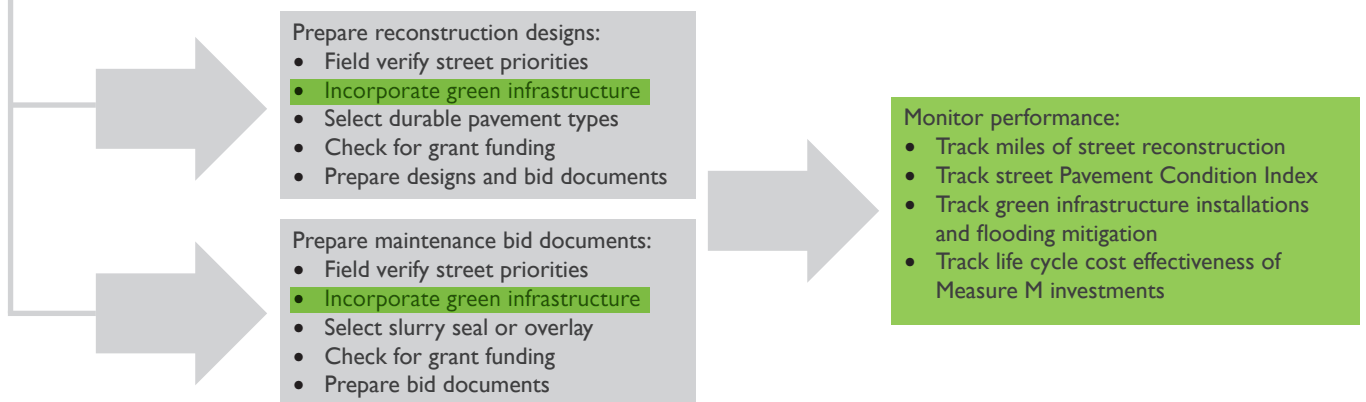 Prepare reconstruction designs:
• Field verify street priorities
• Incorporate green infrastructure
• Select durable pavement types
• Check for grant funding
• Prepare designs and bid documents
Prepare maintenance bid documents:
• Field verify street priorities
• Incorporate green infrastructure
• Select slurry seal or overlay
• Check for grant funding
• Prepare bid documents
Monitor performance:
• Track miles of street reconstruction
• Track street Pavement Condition Index
• Track green infrastructure installations
and flooding mitigation
• Track life cycle cost effectiveness of
Measure M investments